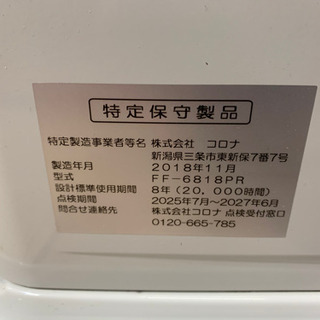 特定保守製品
特定製造事業者等名 株式会社 コロナ
新潟県三条市東新保7番7号
製造年月 2018年11月
型式 FF-6818PR
設計標準使用期間 8年(20,000時間)
点検期間 2025年7月〜2027年6月
問合せ連絡先 株式会社コロナ 点検受付窓口
0120-665-785